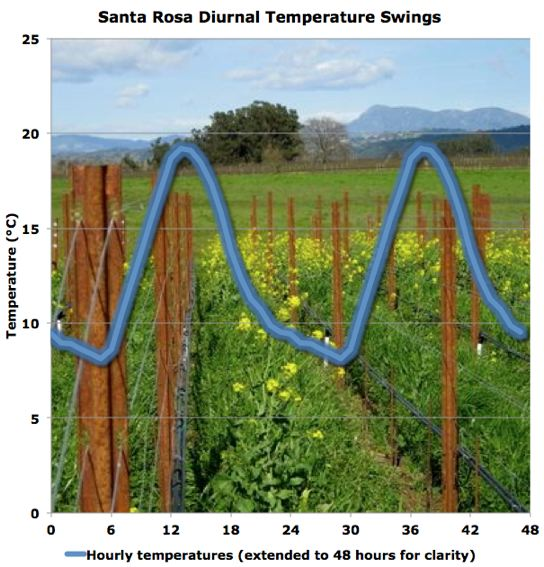 Santa Rosa Diurnal Temperature Swings
25
20
15
10
5
0
Temperature (°C)
0 6 12 18 24 30 36 42 48
Hourly temperatures (extended to 48 hours for clarity)